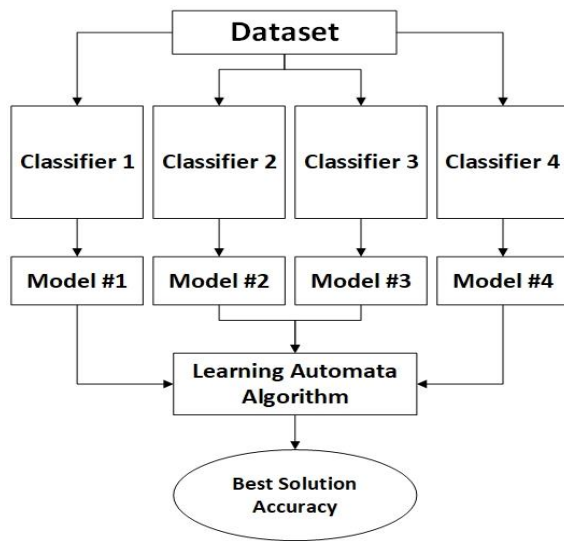 Dataset
Classifier 1
Classifier 2
Classifier 3
Classifier 4
Model #1
Model #2
Model #3
Model #4
Learning Automata
Algorithm
Best Solution
Accuracy